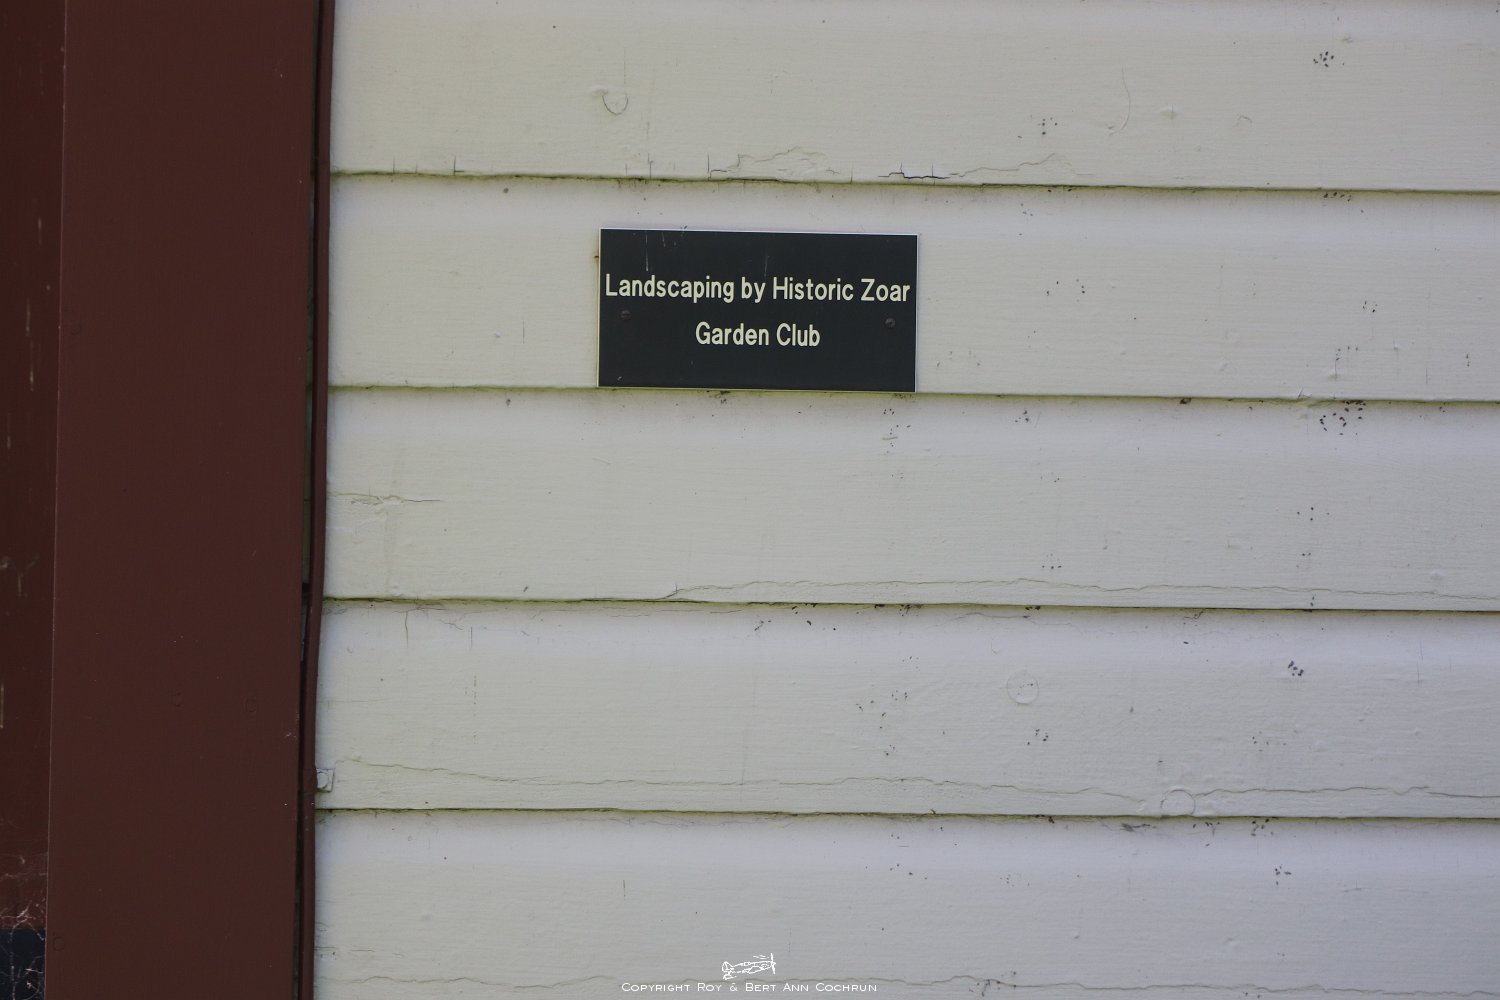 Landscaping by Historic Zoar
Garden Club
Copyright Roy & Bert Ann Cochrun